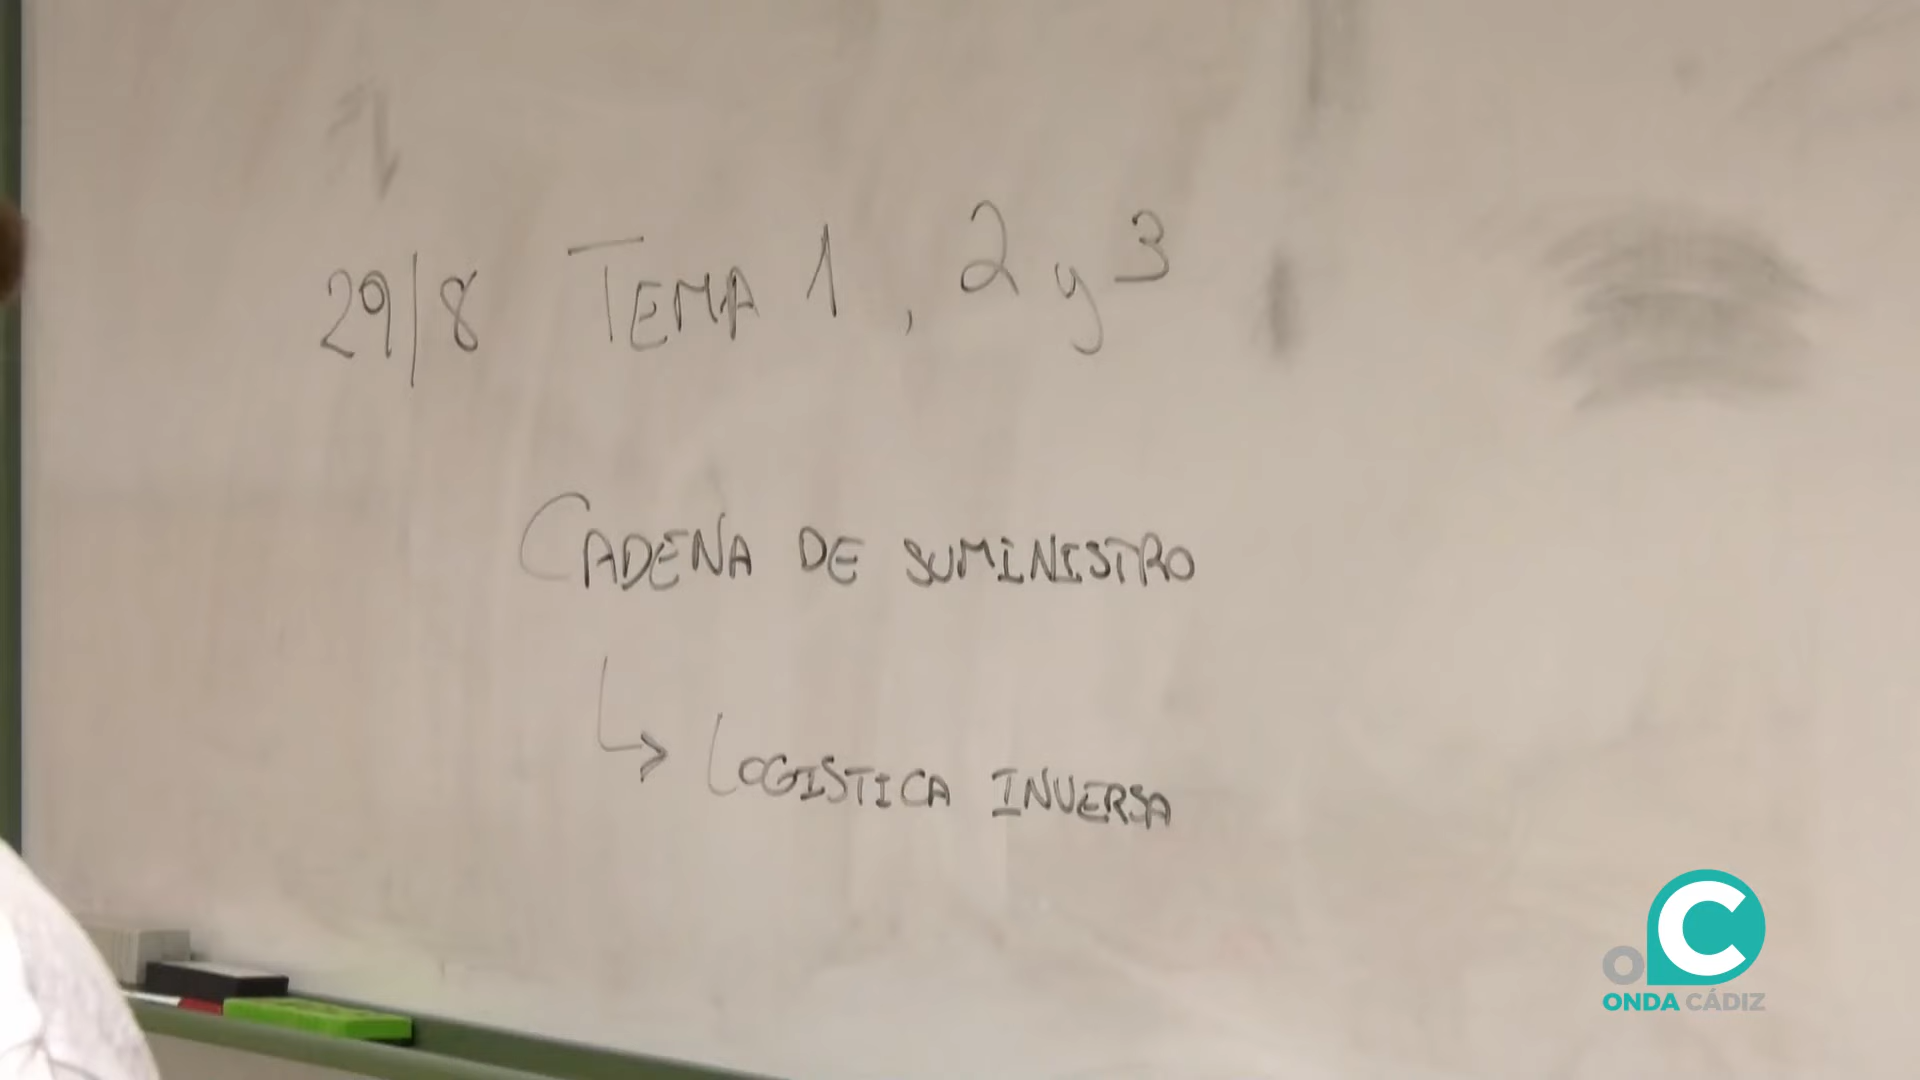 29/8 TEMA 1, 2 y 3
CADENA DE SUMINISTRO
LOGISTICA INVERSA
C
ONDA CÁDIZ